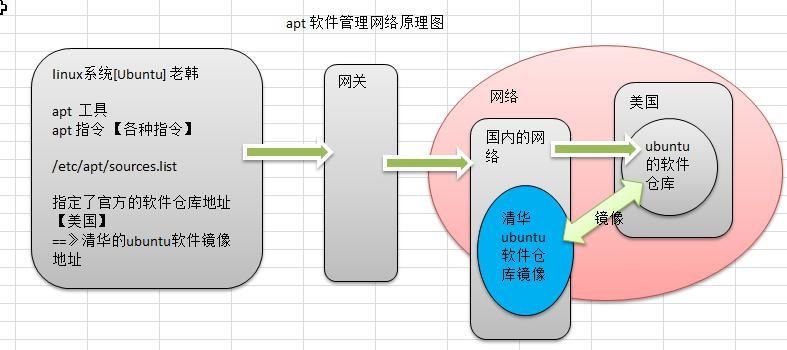 apt 软件管理网络原理图
linux系统[Ubuntu] 老韩
apt 工具
apt 指令 【各种指令】
/etc/apt/sources.list
指定了官方的软件仓库地址
【美国】
==》清华的ubuntu软件镜像
地址
网关
网络
国内的网
络
清华
ubuntu
软件仓
库镜像
镜像
美国
ubuntu
的软件
仓库